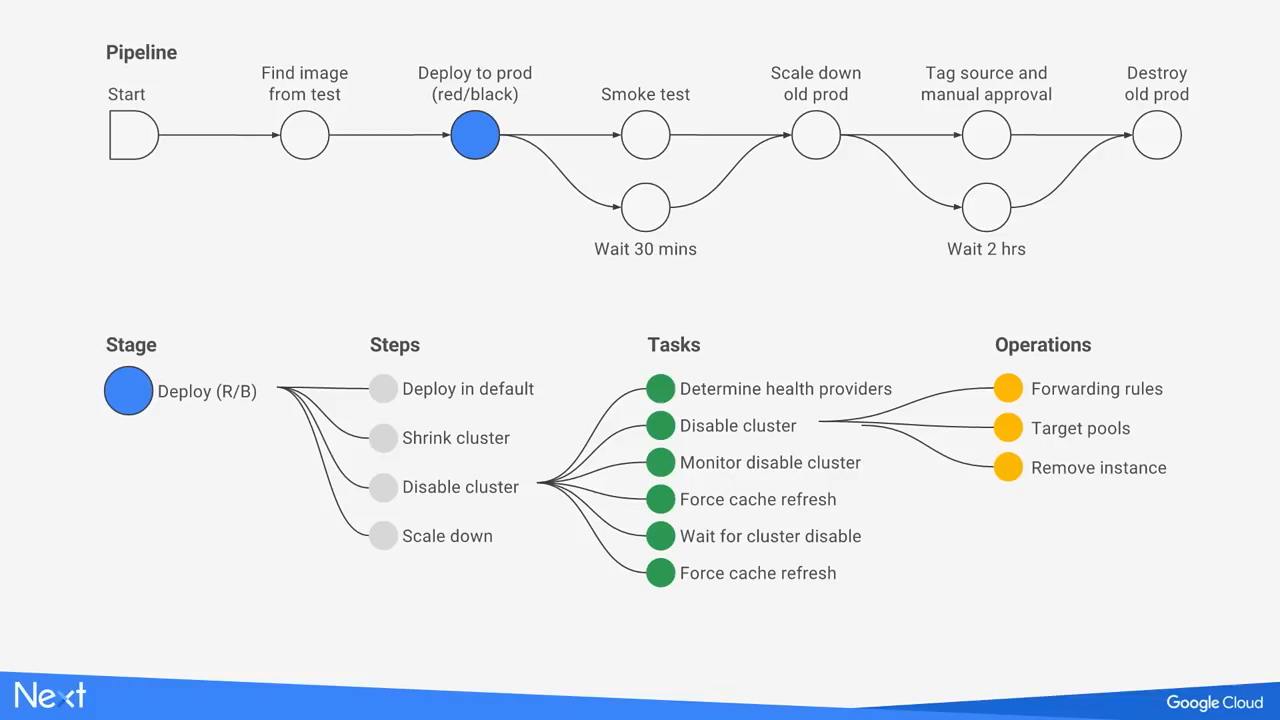 Pipeline
Start
Find image
from test
Deploy to prod
(red/black)
Smoke test
Scale down
old prod
Tag source and
manual approval
Destroy
old prod
Wait 30 mins
Wait 2 hrs
Stage
Deploy (R/B)
Steps
Deploy in default
Shrink cluster
Disable cluster
Scale down
Tasks
Determine health providers
Disable cluster
Monitor disable cluster
Force cache refresh
Wait for cluster disable
Force cache refresh
Operations
Forwarding rules
Target pools
Remove instance
Next
Google Cloud